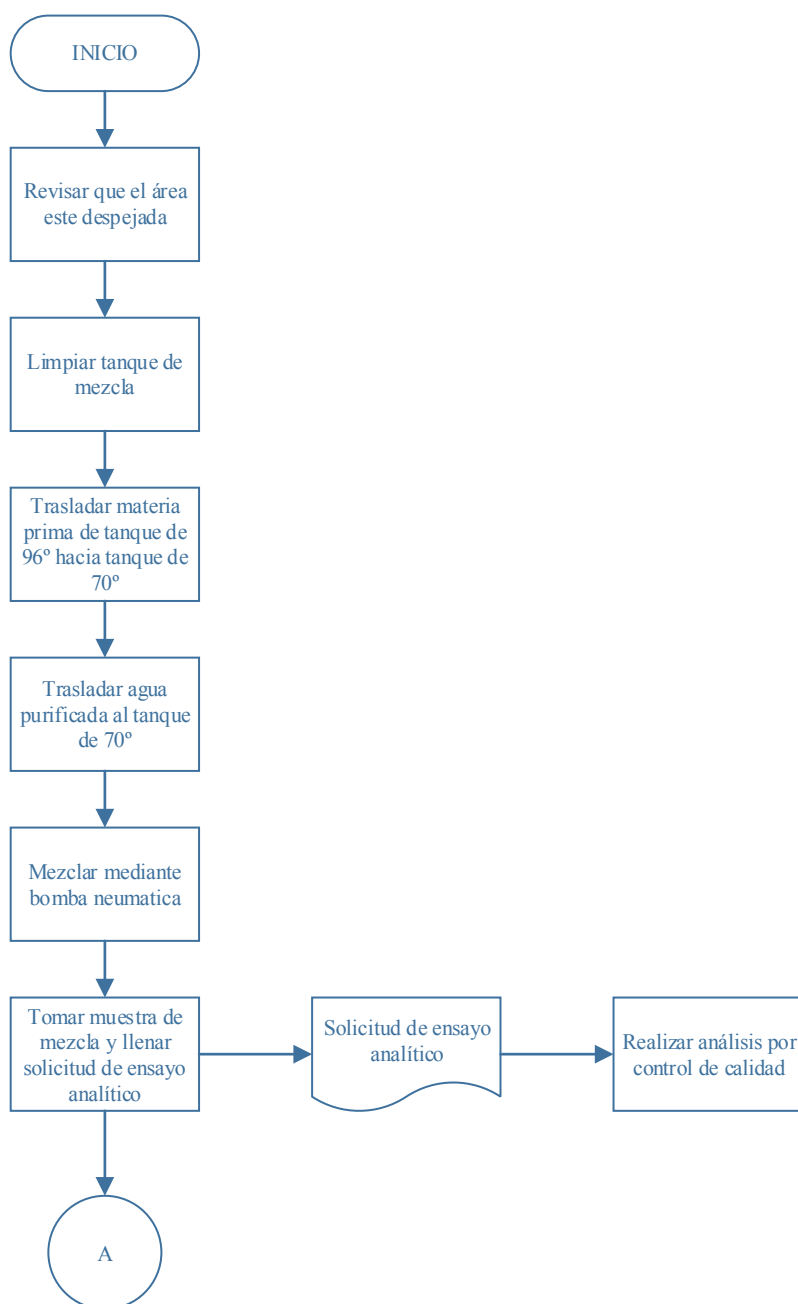 INICIO
Revisar que el área
este despejada
Limpiar tanque de
mezcla
Trasladar materia
prima de tanque de
96º hacia tanque de
70º
Trasladar agua
purificada al tanque
de 70º
Mezclar mediante
bomba neumatica
Tomar muestra de
mezcla y llenar
solicitud de ensayo
analítico
Solicitud de ensayo
analítico
Realizar análisis por
control de calidad
A